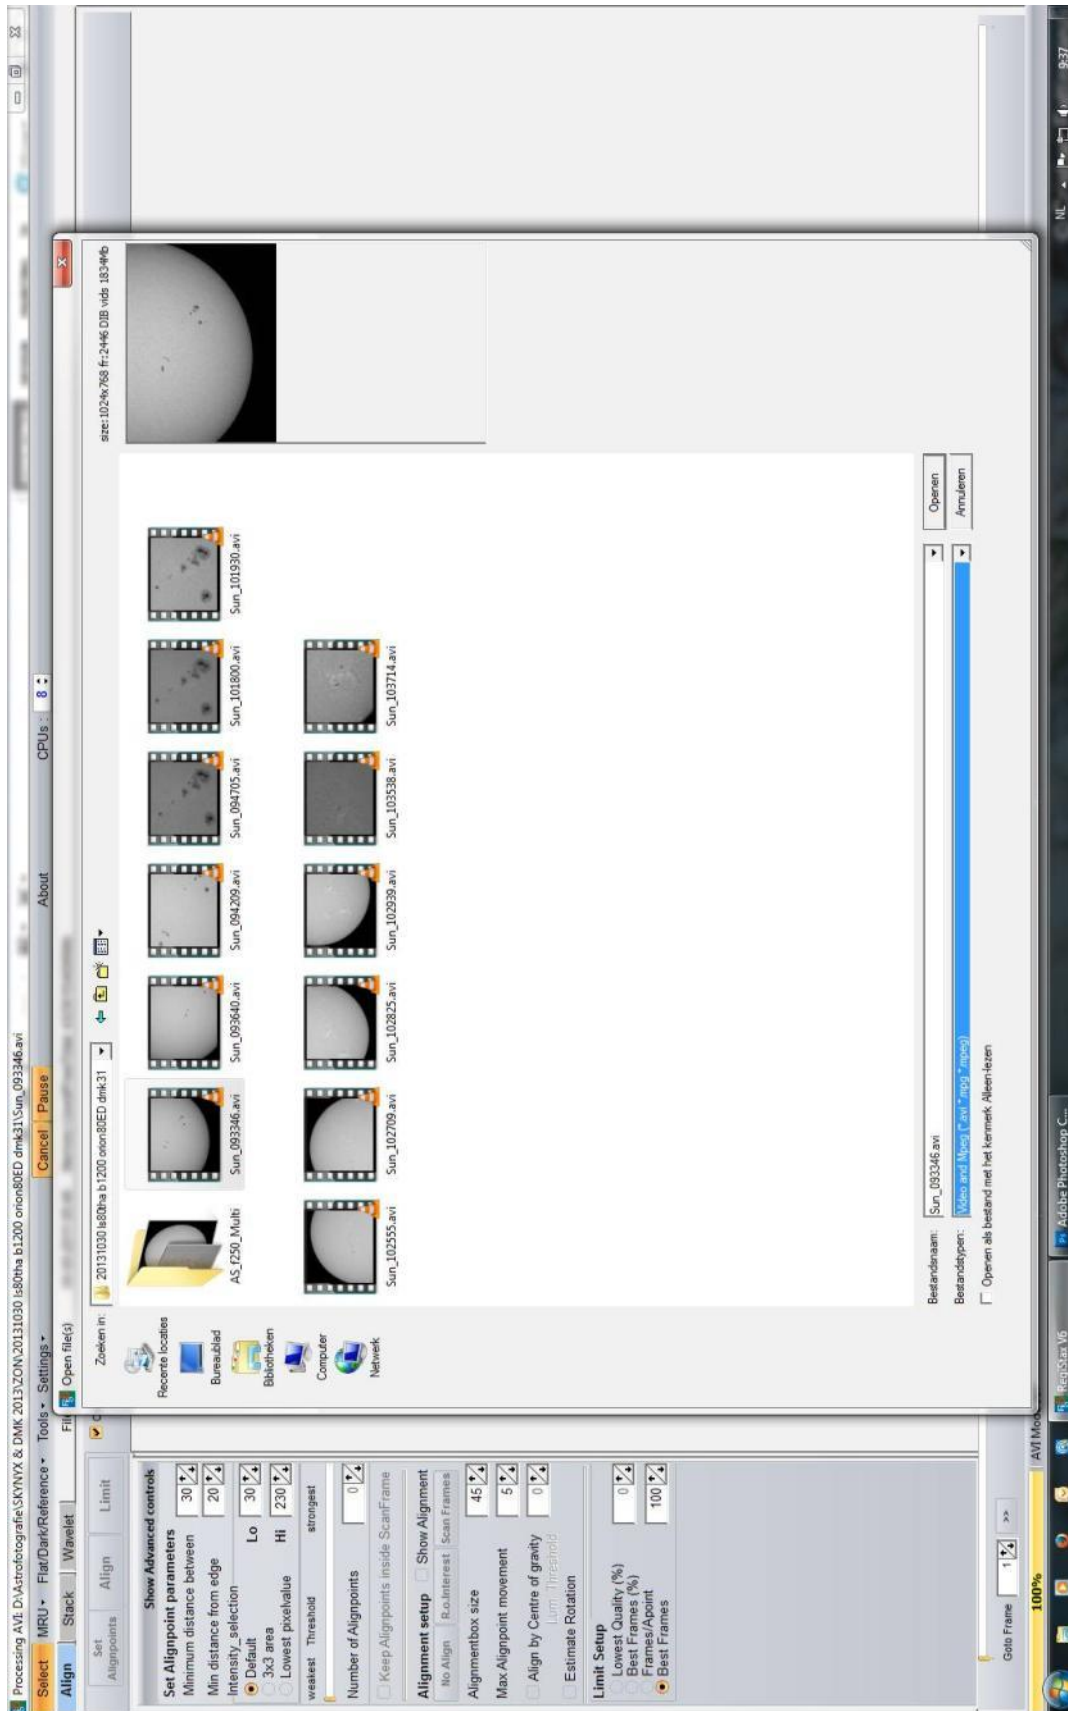 Processing AVI: D:\Astrofotografie\SKYNYX & DMK 2013\ZON\20131030 ls80tha b1200 orion80ED dmk31\Sun_093346.avi
Select MRU Flat/Dark/Reference Tools Settings Cancel Pause About CPUs: 8
Align Stack Wavelet
Open file(s)
Set Alignpoints Align Limit
Show Advanced controls
Set Alignpoint parameters
Minimum distance between 30
Min distance from edge 20
Intensity_selection
Default Lo 30
3x3 area
Lowest pixelvalue Hi 230
weakest Threshold strongest
Number of Alignpoints 0
Keep Alignpoints inside ScanFrame
Alignment setup Show Alignment
No Align R.o.Interest Scan Frames
Alignmentbox size 45
Max Alignpoint movement 5
Align by Centre of gravity 0
Lum. Threshold
Estimate Rotation
Limit Setup
Lowest Quality (%) 0
Best Frames (%)
Frames/Apoint 100
Best Frames
Goto Frame 1 >>
100%
Zoeken in: 20131030 ls80tha b1200 orion80ED dmk31
size:1024x768 fr:2446 DIB vids 1834Mb
Recente locaties
Bureaublad
Bibliotheken
Computer
Netwerk
AS_f250_Multi Sun_093346.avi Sun_093640.avi Sun_094209.avi Sun_094705.avi Sun_101800.avi Sun_101930.avi
Sun_102555.avi Sun_102709.avi Sun_102825.avi Sun_102939.avi Sun_103538.avi Sun_103714.avi
Bestandsnaam: Sun_093346.avi Openen
Bestandstypen: Video and Mpeg (*.avi *.mpg *.mpeg) Annuleren
Openen als bestand met het kenmerk Alleen-lezen
RegiStax V6 Adobe Photoshop C... NL 9:37